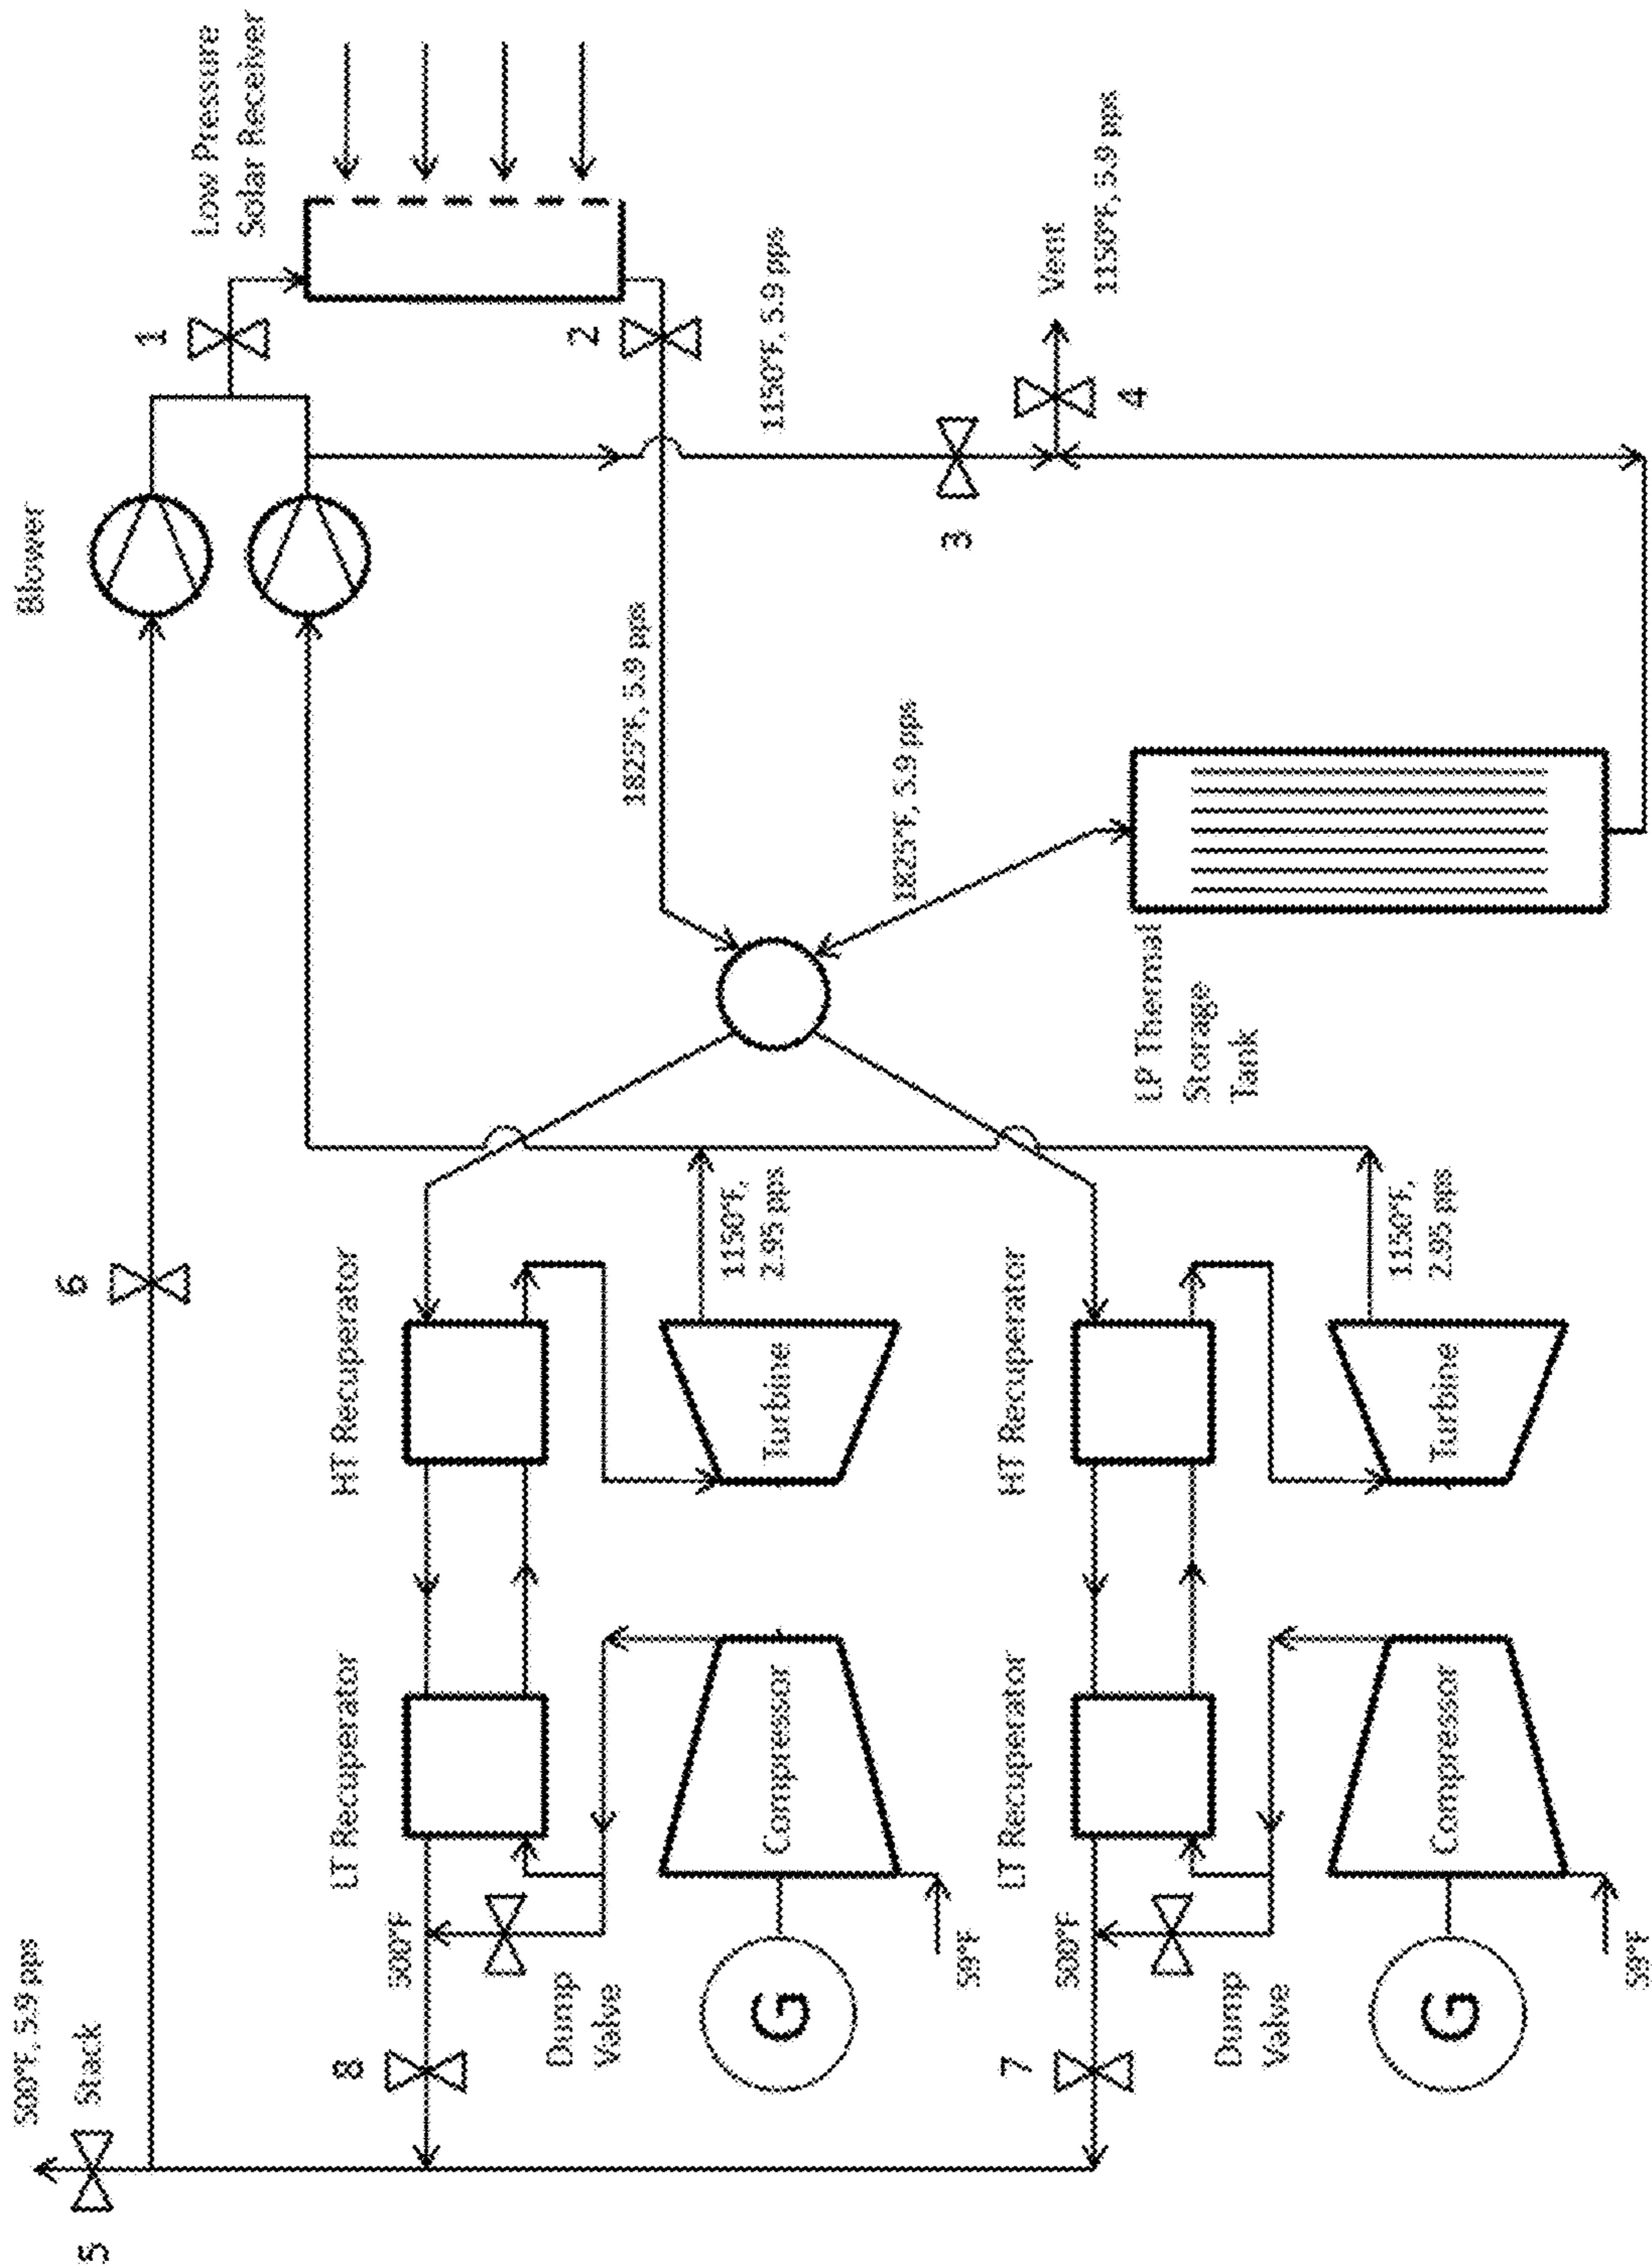 Blower
Low Pressure
Solar Receiver
1
2
1150°F, 5.9 pps
Vent
1150°F, 5.9 pps
4
3
1825°F, 5.9 pps
1825°F, 5.9 pps
LP Thermal
Storage
Tank
6
HT Recuperator
1150°F,
2.95 pps
Turbine
HT Recuperator
1150°F,
2.95 pps
Turbine
LT Recuperator
Compressor
LT Recuperator
Compressor
500°F, 5.9 pps
Stack
5
500°F
8
Dump
Valve
G
59°F
500°F
7
Dump
Valve
G
59°F